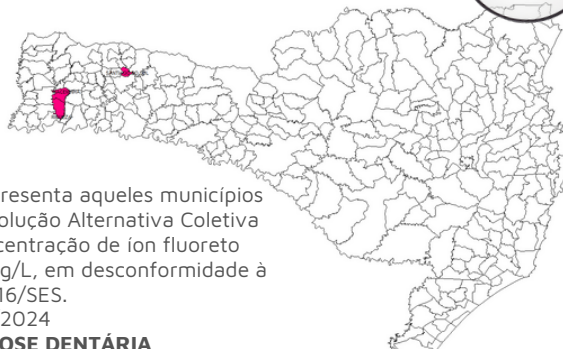 resenta aqueles municípios
olução Alternativa Coletiva
centração de íon fluoreto
g/L, em desconformidade à
16/SES.
2024
OSE DENTÁRIA